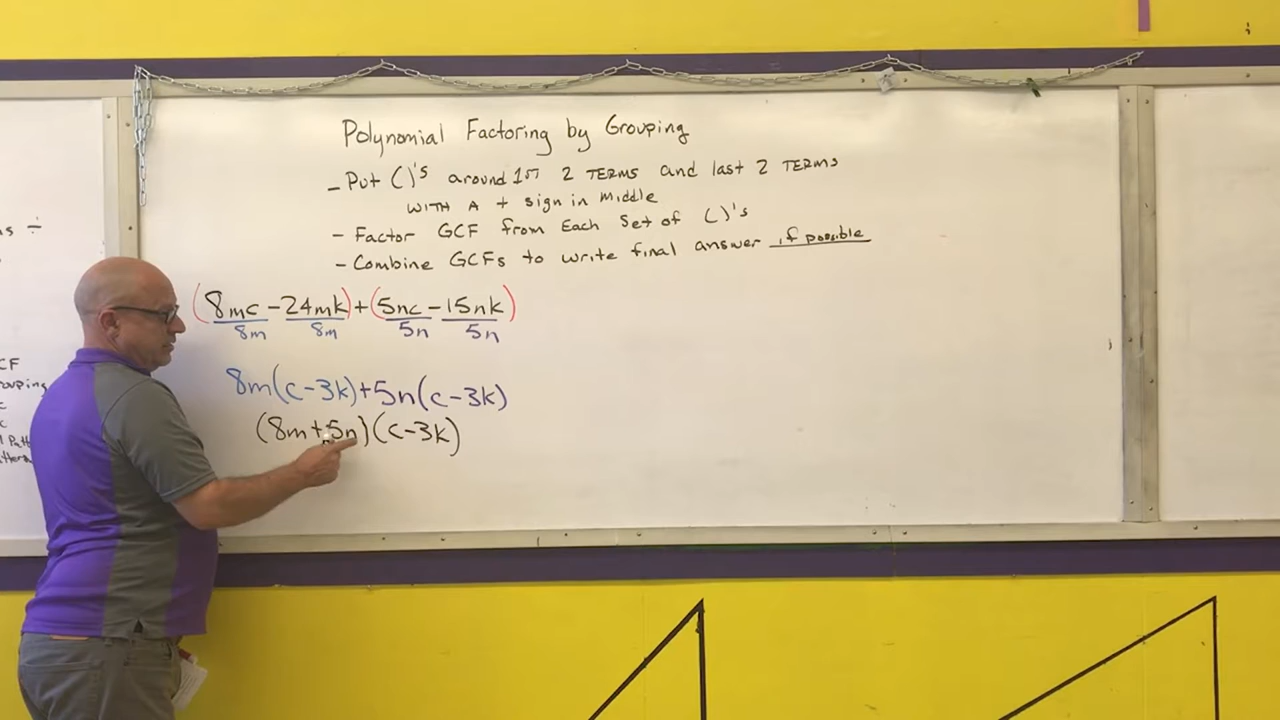 Polynomial Factoring by Grouping
- Put ( )'s around 1st 2 TERMS and last 2 TERMS
WITH A + sign in middle
- Factor GCF from Each Set of ( )'s
- Combine GCFs to write final answer if possible
(8mc - 24mk) + (5nc - 15nk)
8m 8m 5n 5n
8m(c - 3k) + 5n(c - 3k)
(8m + 5n)(c - 3k)